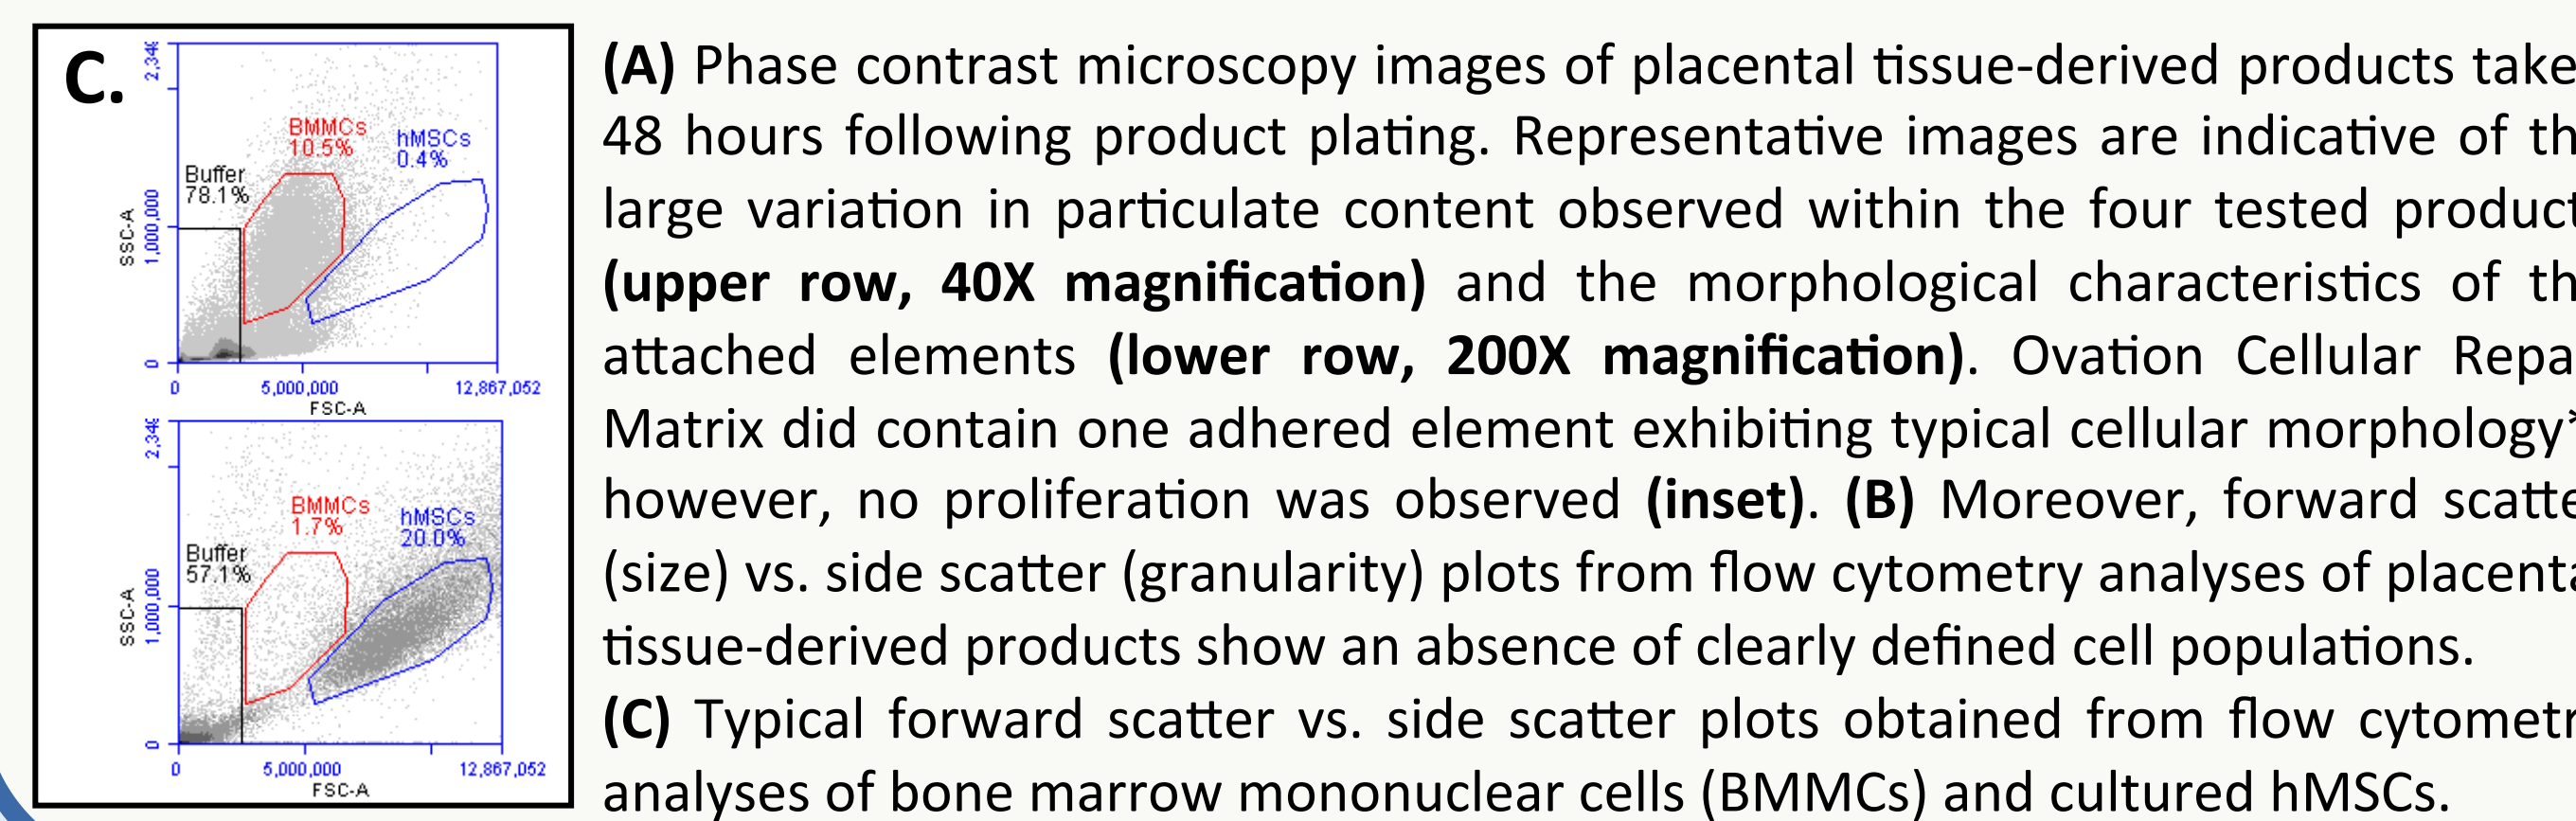 C.
2,34
BMMCs
10.5%
hMSCs
0.4%
Buffer
78.1%
SSC-A
1,000,000
0
0
5,000,000
12,867,052
FSC-A
2,34
BMMCs
1.7%
hMSCs
20.0%
Buffer
57.1%
SSC-A
1,000,000
0
0
5,000,000
12,867,052
FSC-A
(A) Phase contrast microscopy images of placental tissue-derived products take
48 hours following product plating. Representative images are indicative of th
large variation in particulate content observed within the four tested product
(upper row, 40X magnification) and the morphological characteristics of th
attached elements (lower row, 200X magnification). Ovation Cellular Repa
Matrix did contain one adhered element exhibiting typical cellular morphology*
however, no proliferation was observed (inset). (B) Moreover, forward scatte
(size) vs. side scatter (granularity) plots from flow cytometry analyses of placenta
tissue-derived products show an absence of clearly defined cell populations.
(C) Typical forward scatter vs. side scatter plots obtained from flow cytometr
analyses of bone marrow mononuclear cells (BMMCs) and cultured hMSCs.